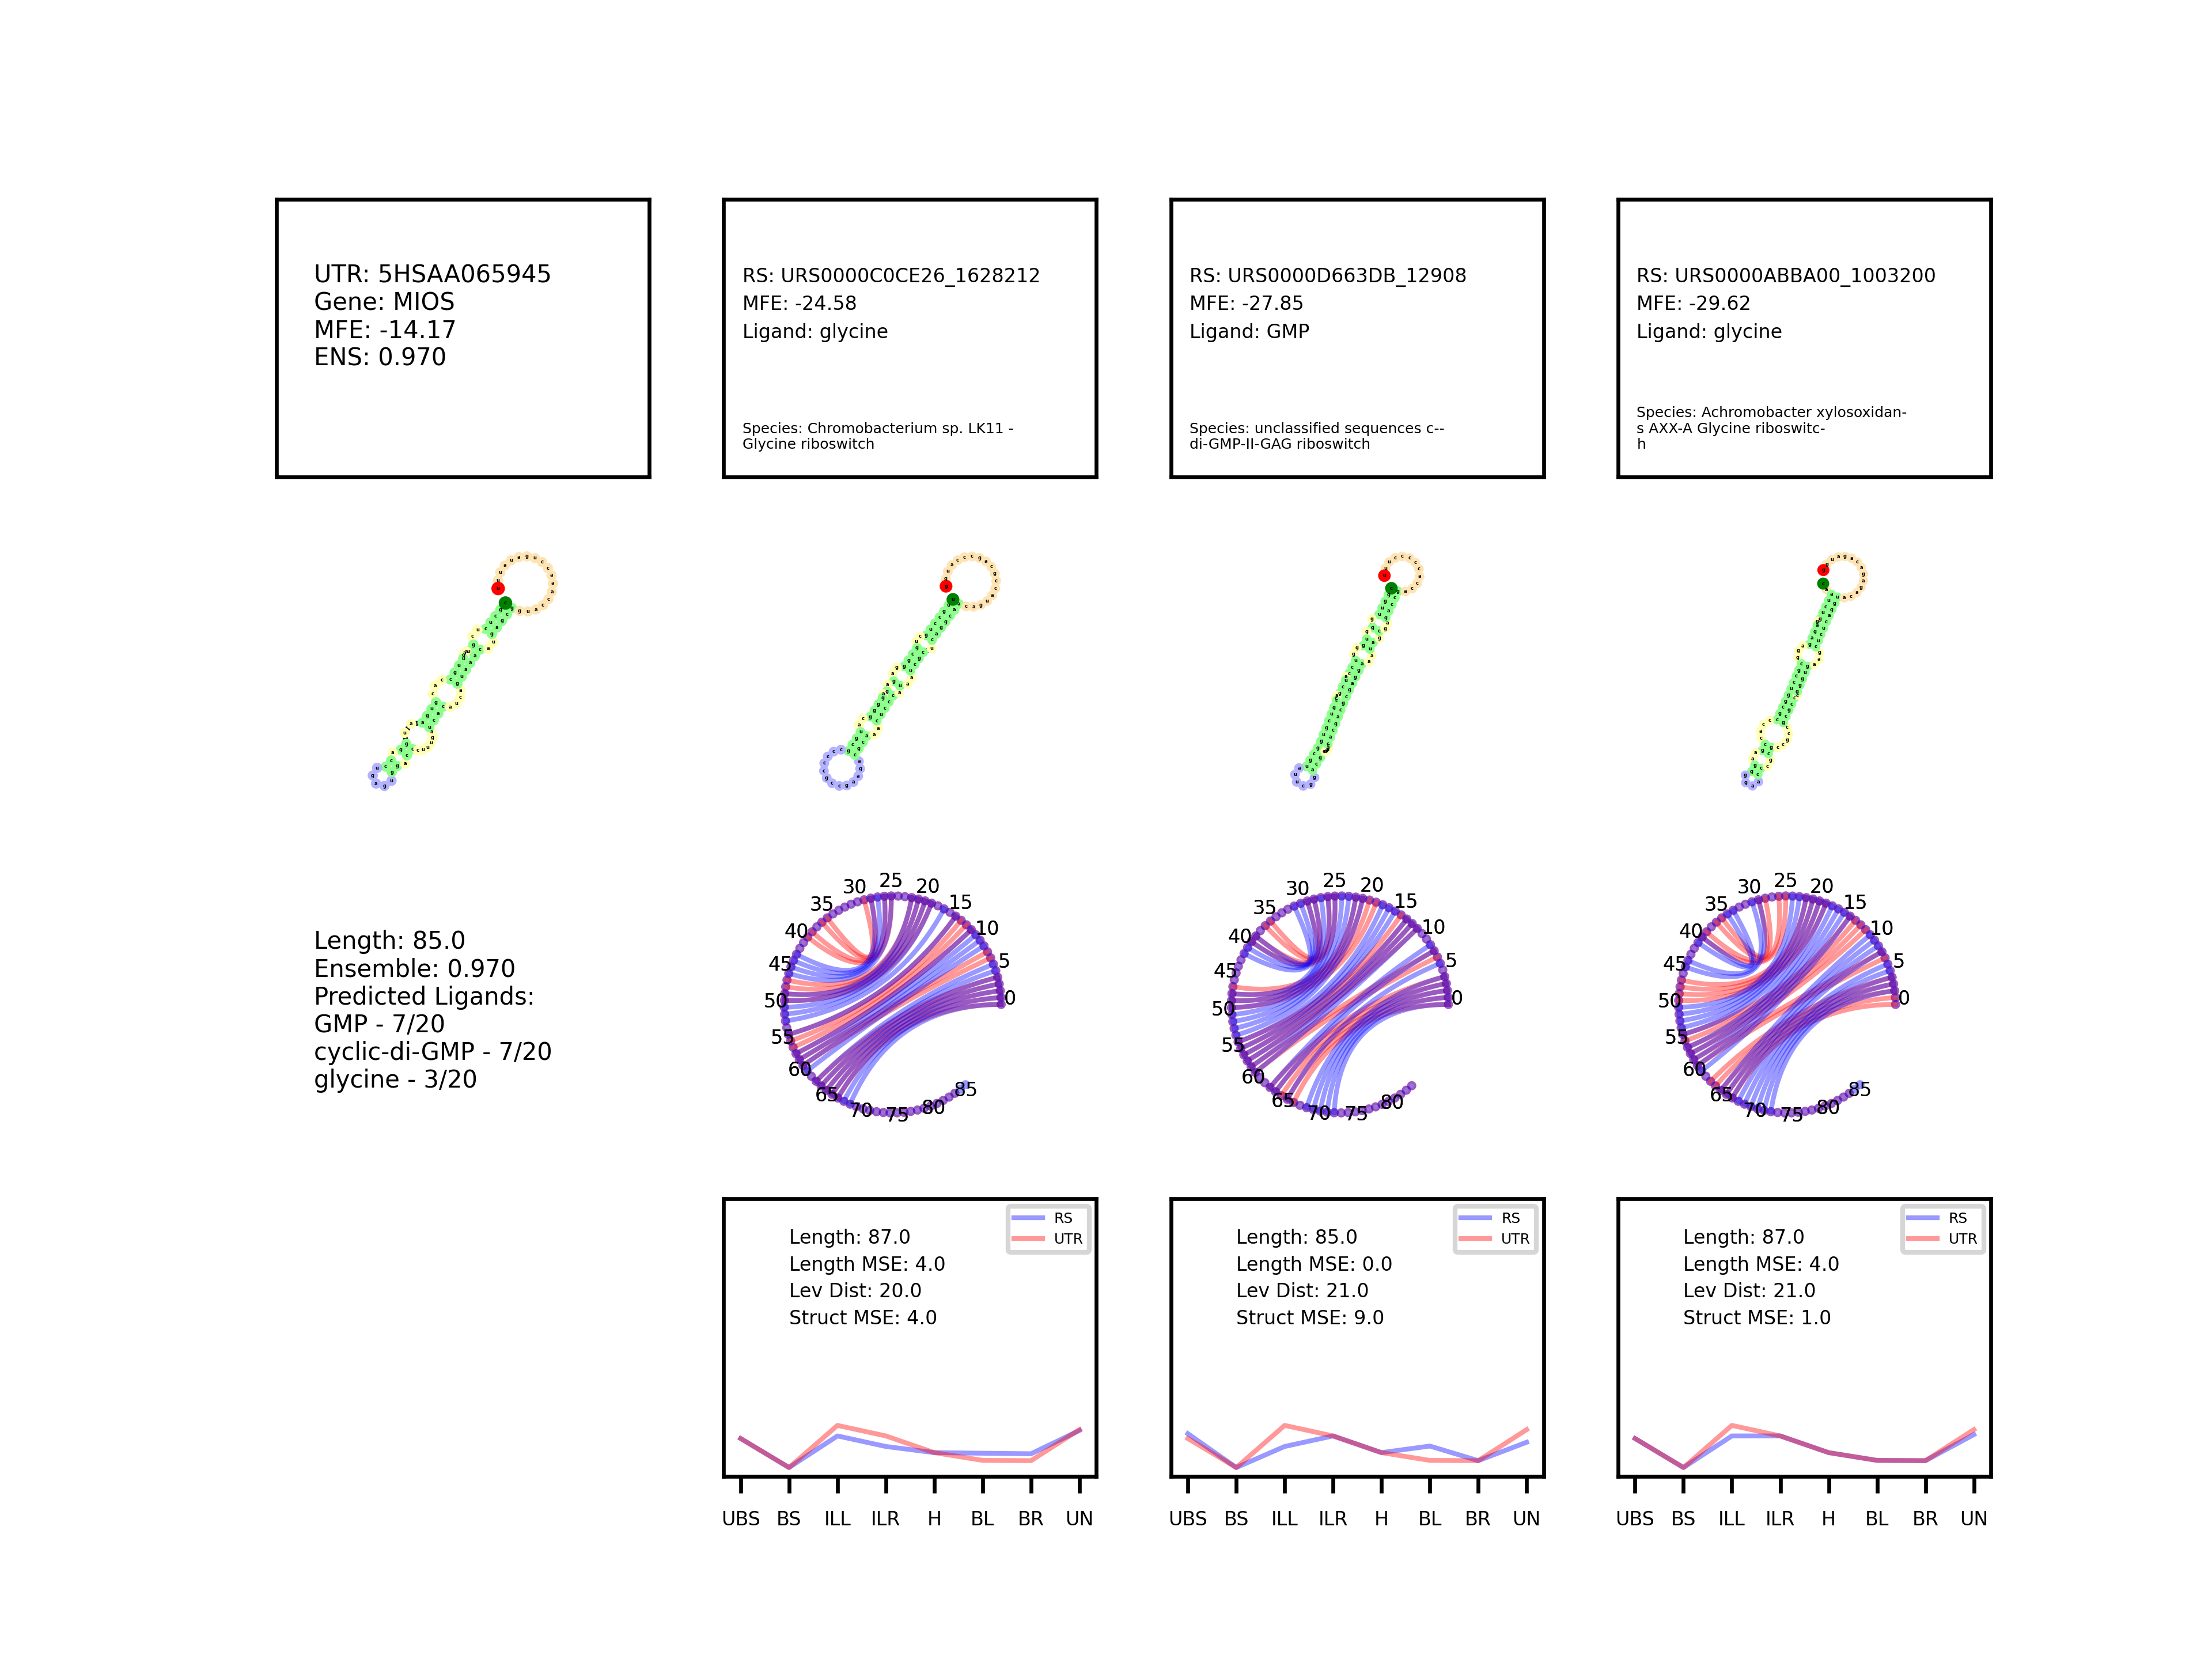 UTR: 5HSAA065945
Gene: MIOS
MFE: -14.17
ENS: 0.970
RS: URS0000C0CE26_1628212
MFE: -24.58
Ligand: glycine
Species: Chromobacterium sp. LK11 -
Glycine riboswitch
RS: URS0000D663DB_12908
MFE: -27.85
Ligand: GMP
Species: unclassified sequences c--
di-GMP-II-GAG riboswitch
RS: URS0000ABBA00_1003200
MFE: -29.62
Ligand: glycine
Species: Achromobacter xylosoxidan-
s AXX-A Glycine riboswitc-
h
Length: 85.0
Ensemble: 0.970
Predicted Ligands:
GMP - 7/20
cyclic-di-GMP - 7/20
glycine - 3/20
0 5 10 15 20 25 30 35 40 45 50 55 60 65 70 75 80 85
0 5 10 15 20 25 30 35 40 45 50 55 60 65 70 75 80
0 5 10 15 20 25 30 35 40 45 50 55 60 65 70 75 80 85
RS
UTR
Length: 87.0
Length MSE: 4.0
Lev Dist: 20.0
Struct MSE: 4.0
UBS BS ILL ILR H BL BR UN
RS
UTR
Length: 85.0
Length MSE: 0.0
Lev Dist: 21.0
Struct MSE: 9.0
UBS BS ILL ILR H BL BR UN
RS
UTR
Length: 87.0
Length MSE: 4.0
Lev Dist: 21.0
Struct MSE: 1.0
UBS BS ILL ILR H BL BR UN